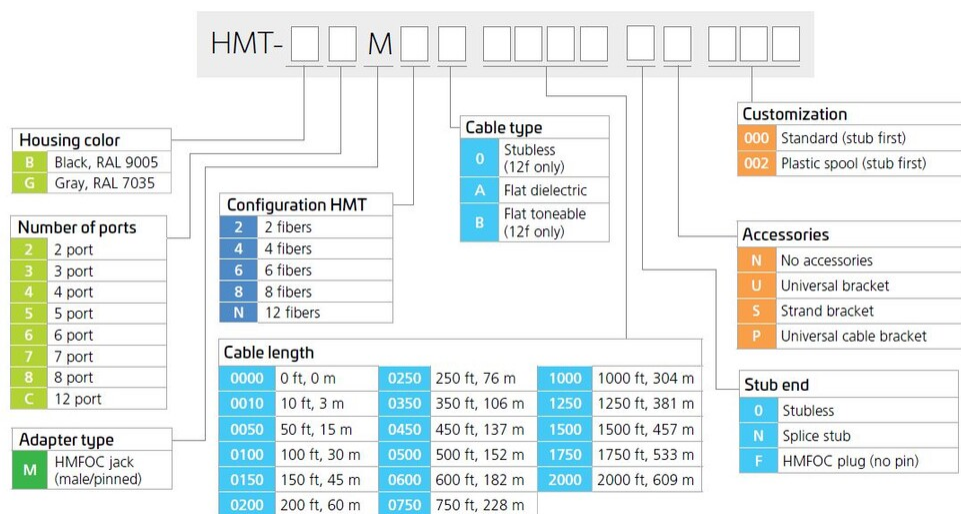 HMT- M
Housing color
B Black, RAL 9005
G Gray, RAL 7035
Number of ports
2 2 port
3 3 port
4 4 port
5 5 port
6 6 port
7 7 port
8 8 port
C 12 port
Adapter type
M HMFOC jack
(male/pinned)
Configuration HMT
2 2 fibers
4 4 fibers
6 6 fibers
8 8 fibers
N 12 fibers
Cable type
0 Stubless
(12f only)
A Flat dielectric
B Flat toneable
(12f only)
Cable length
0000 0 ft, 0 m 0250 250 ft, 76 m 1000 1000 ft, 304 m
0010 10 ft, 3 m 0350 350 ft, 106 m 1250 1250 ft, 381 m
0050 50 ft, 15 m 0450 450 ft, 137 m 1500 1500 ft, 457 m
0100 100 ft, 30 m 0500 500 ft, 152 m 1750 1750 ft, 533 m
0150 150 ft, 45 m 0600 600 ft, 182 m 2000 2000 ft, 609 m
0200 200 ft, 60 m 0750 750 ft, 228 m
Customization
000 Standard (stub first)
002 Plastic spool (stub first)
Accessories
N No accessories
U Universal bracket
S Strand bracket
P Universal cable bracket
Stub end
0 Stubless
N Splice stub
F HMFOC plug (no pin)